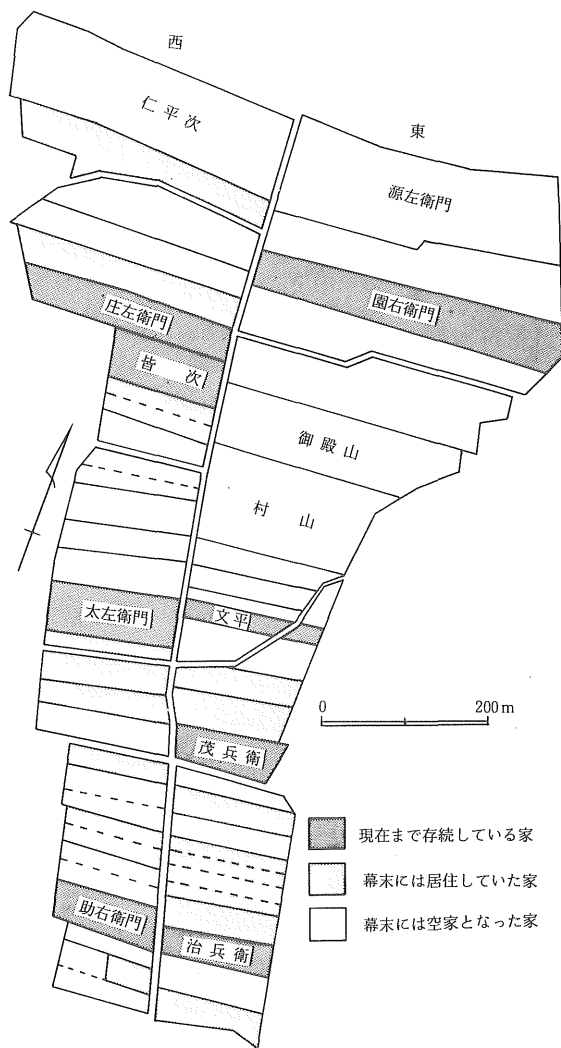 西
東
仁平次
源左衛門
園右衛門
庄左衛門
皆次
御殿山
村山
太左衛門
文平
0 200m
茂兵衛
現在まで存続している家
幕末には居住していた家
幕末には空家となった家
助右衛門
治兵衛